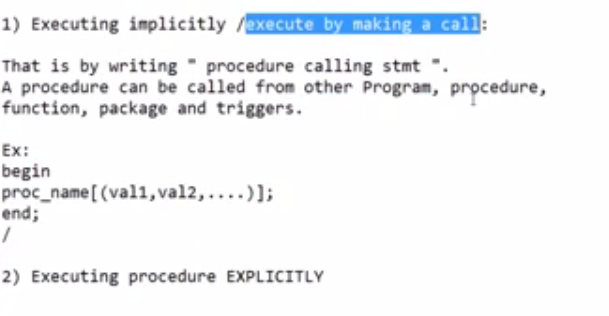 1) Executing implicitly /execute by making a call:
That is by writing " procedure calling stmt ".
A procedure can be called from other Program, procedure,
function, package and triggers.
Ex:
begin
proc_name[(val1,val2,....)];
end;
/
2) Executing procedure EXPLICITLY